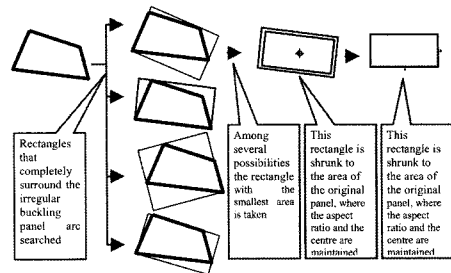 Rectangles
that
completely
surround the
irregular
buckling
panel are
searched
Among
several
possibilities
the rectangle
with the
smallest area
is taken
This
rectangle is
shrunk to
the area of
the original
panel, where
the aspect
ratio and the
centre are
maintained
This
rectangle is
shrunk to
the area of
the original
panel, where
the aspect
ratio and the
centre are
maintained